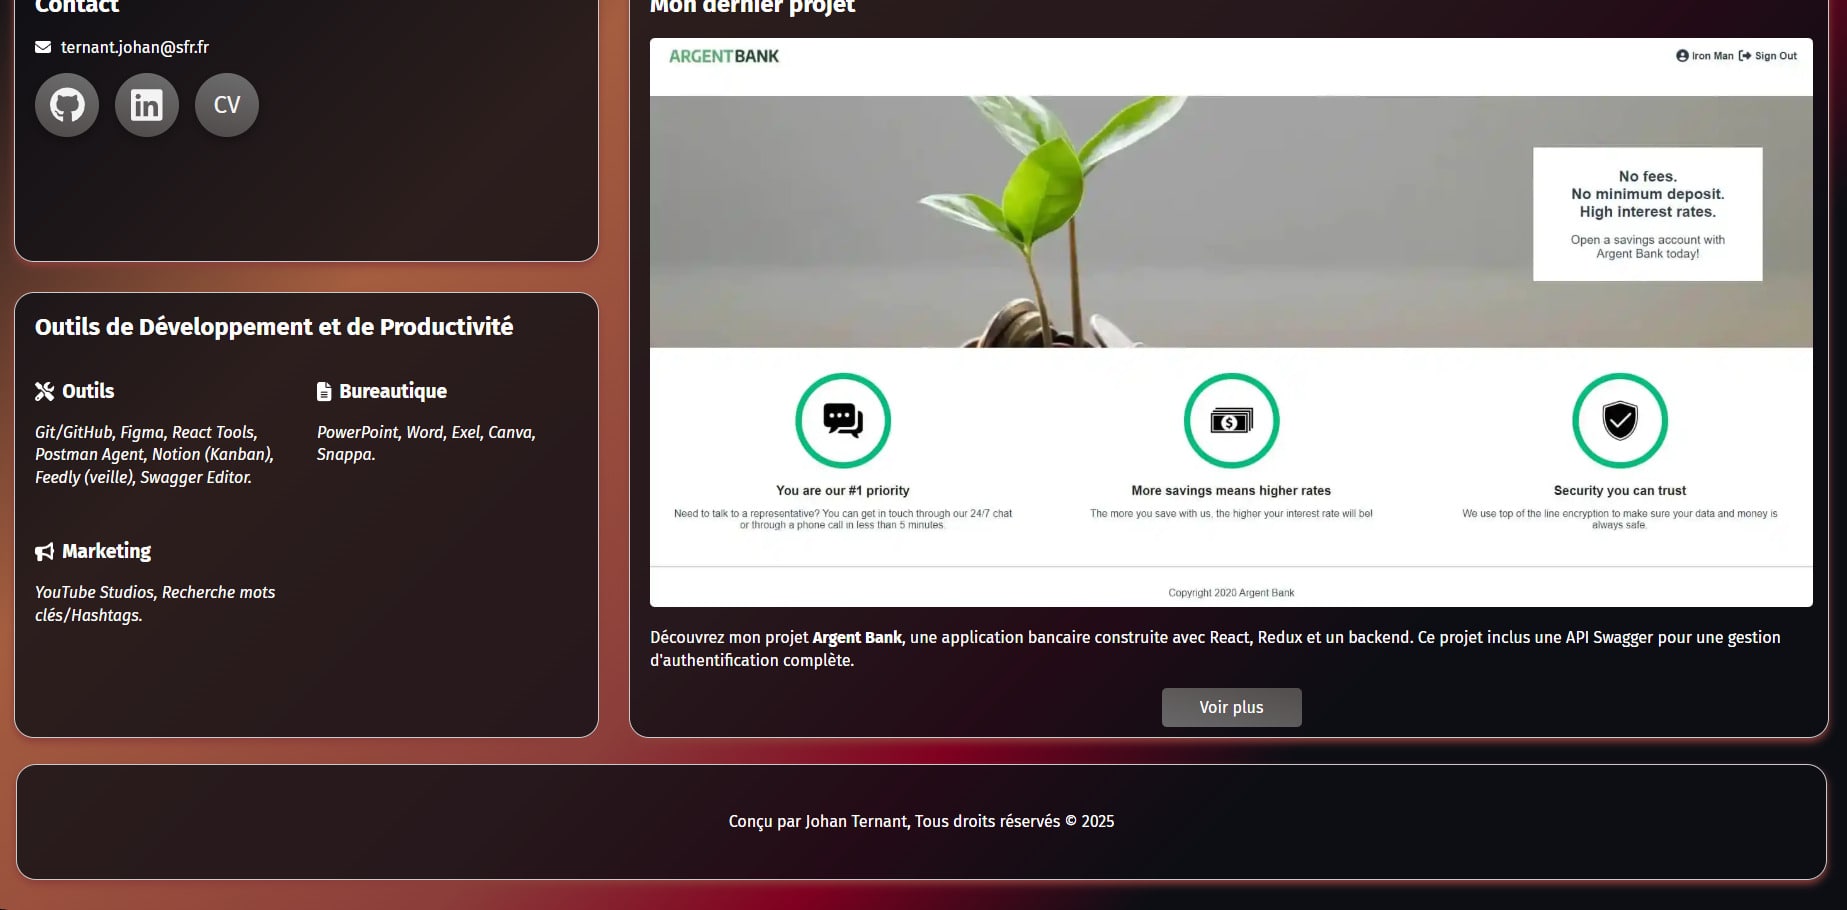 Contact
ternant.johan@sfr.fr
CV
Outils de Développement et de Productivité
Outils
Git/GitHub, Figma, React Tools,
Postman Agent, Notion (Kanban),
Feedly (veille), Swagger Editor.
Bureautique
PowerPoint, Word, Exel, Canva,
Snappa.
Marketing
YouTube Studios, Recherche mots
clés/Hashtags.
Mon dernier projet
ARGENTBANK
Iron Man Sign Out
No fees.
No minimum deposit.
High interest rates.
Open a savings account with
Argent Bank today!
You are our #1 priority
Need to talk to a representative? You can get in touch through our 24/7 chat
or through a phone call in less than 5 minutes.
More savings means higher rates
The more you save with us, the higher your interest rate will be!
Security you can trust
We use top of the line encryption to make sure your data and money is
always safe.
Copyright 2020 Argent Bank
Découvrez mon projet Argent Bank, une application bancaire construite avec React, Redux et un backend. Ce projet inclus une API Swagger pour une gestion
d'authentification complète.
Voir plus
Conçu par Johan Ternant, Tous droits réservés © 2025